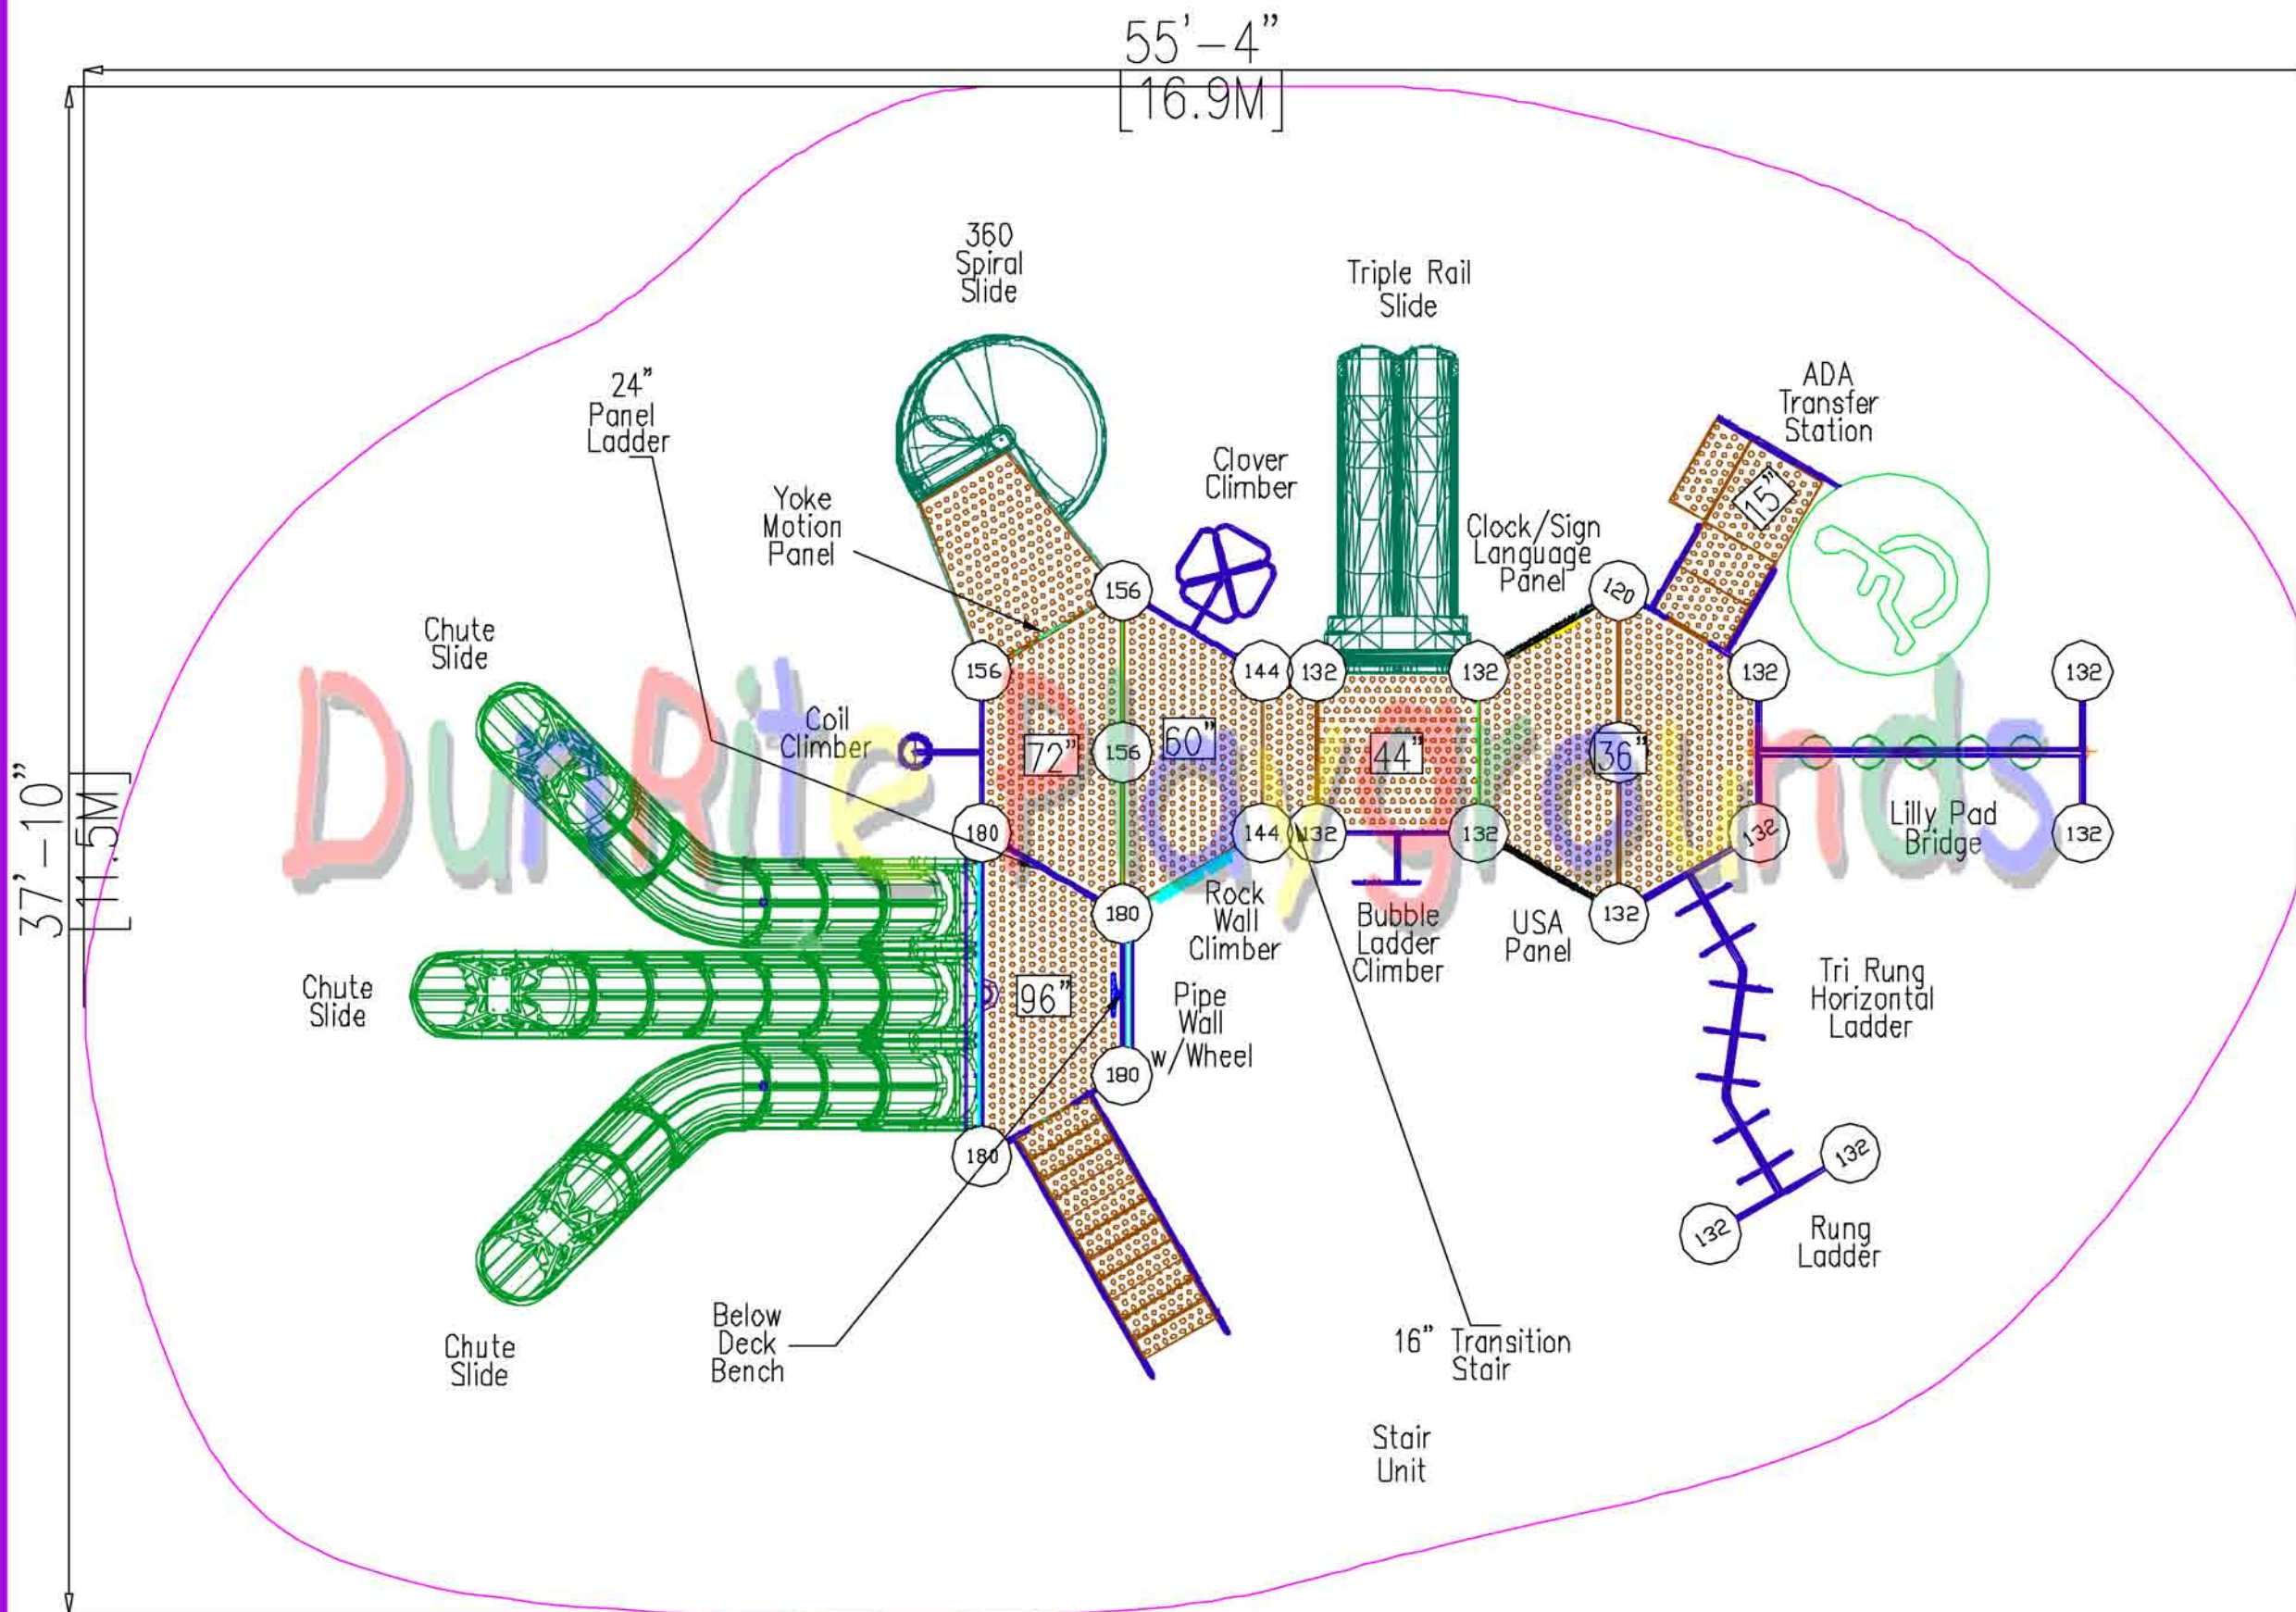 55'-4"
[16.9M]
37'-10"
[11.5M]
360
Spiral
Slide
Triple Rail
Slide
24"
Panel
Ladder
ADA
Transfer
Station
Clover
Climber
Yoke
Motion
Panel
Clock/Sign
Language
Panel
15"
156
120
Chute
Slide
156
144
132
132
132
132
Coil
Climber
72"
156
60"
44"
36"
DunRite Playgrounds
180
144
132
132
132
132
Lilly Pad
Bridge
180
132
Rock
Wall
Climber
Bubble
Ladder
Climber
USA
Panel
Chute
Slide
96"
Pipe
Wall
w/Wheel
Tri Rung
Horizontal
Ladder
180
180
132
132
Rung
Ladder
Chute
Slide
Below
Deck
Bench
16" Transition
Stair
Stair
Unit